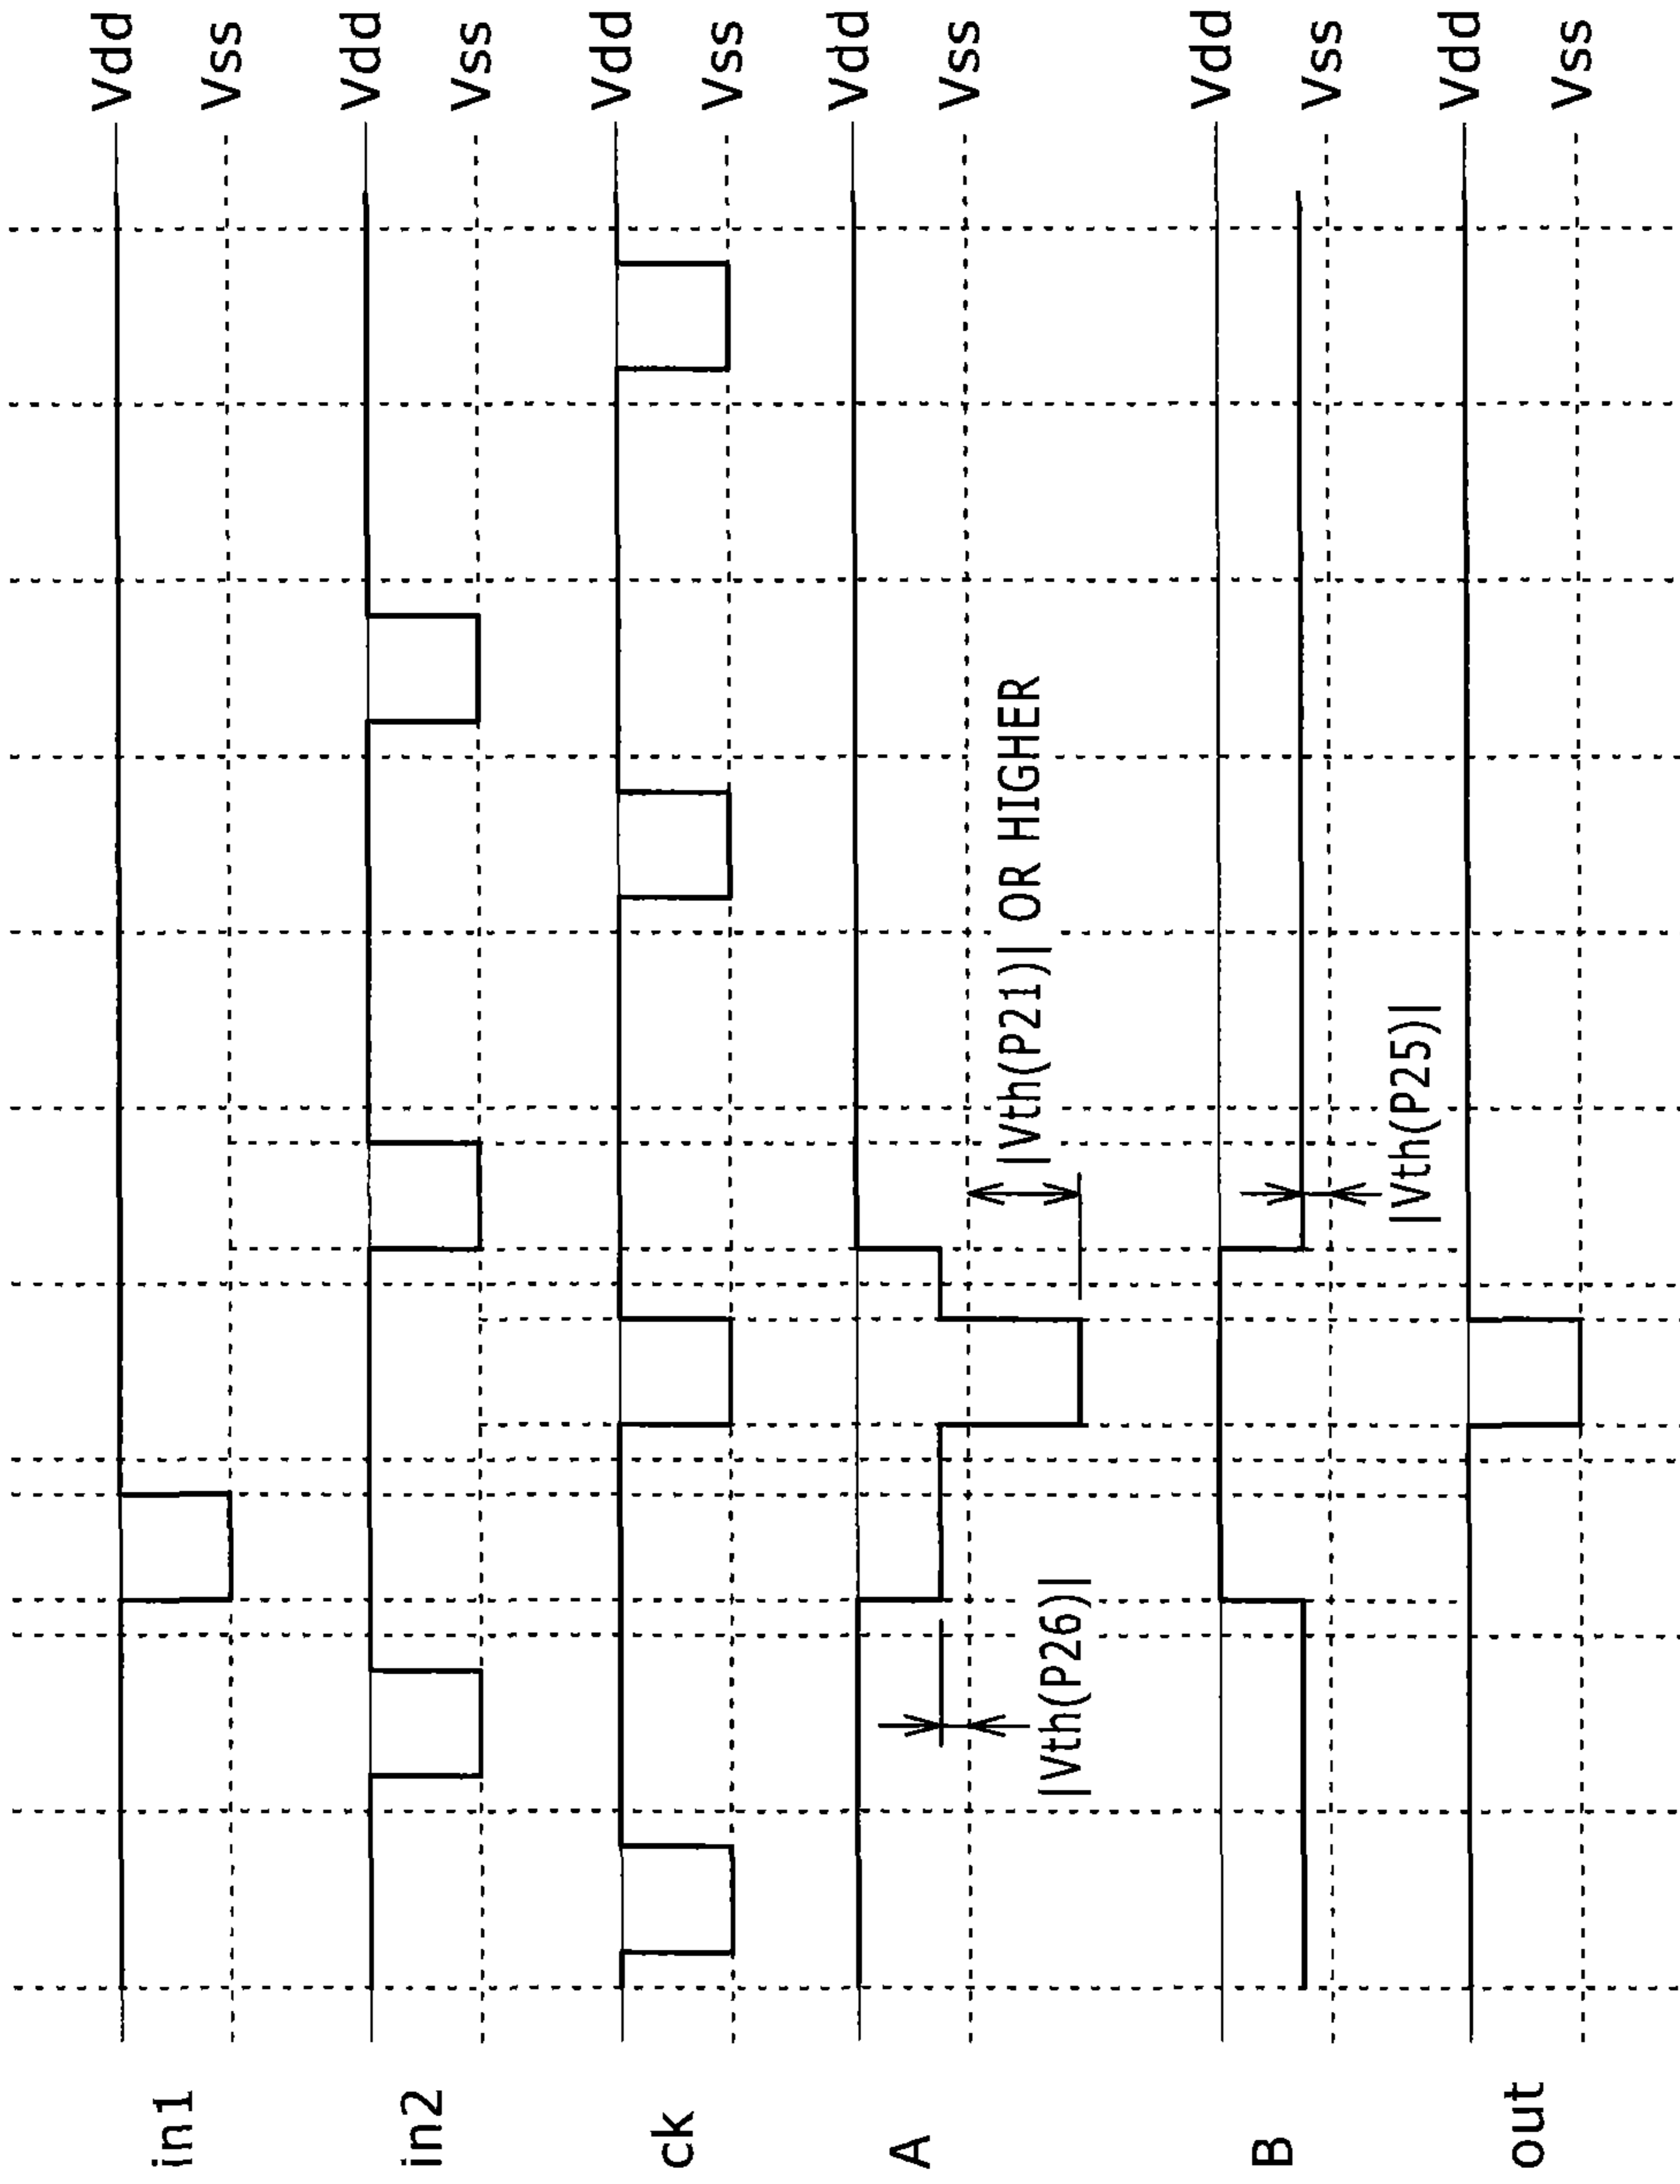 in1
Vdd
Vss
in2
Vdd
Vss
ck
Vdd
Vss
A
Vdd
Vss
|Vth(P26)|
|Vth(P21)| OR HIGHER
B
Vdd
Vss
|Vth(P25)|
out
Vdd
Vss